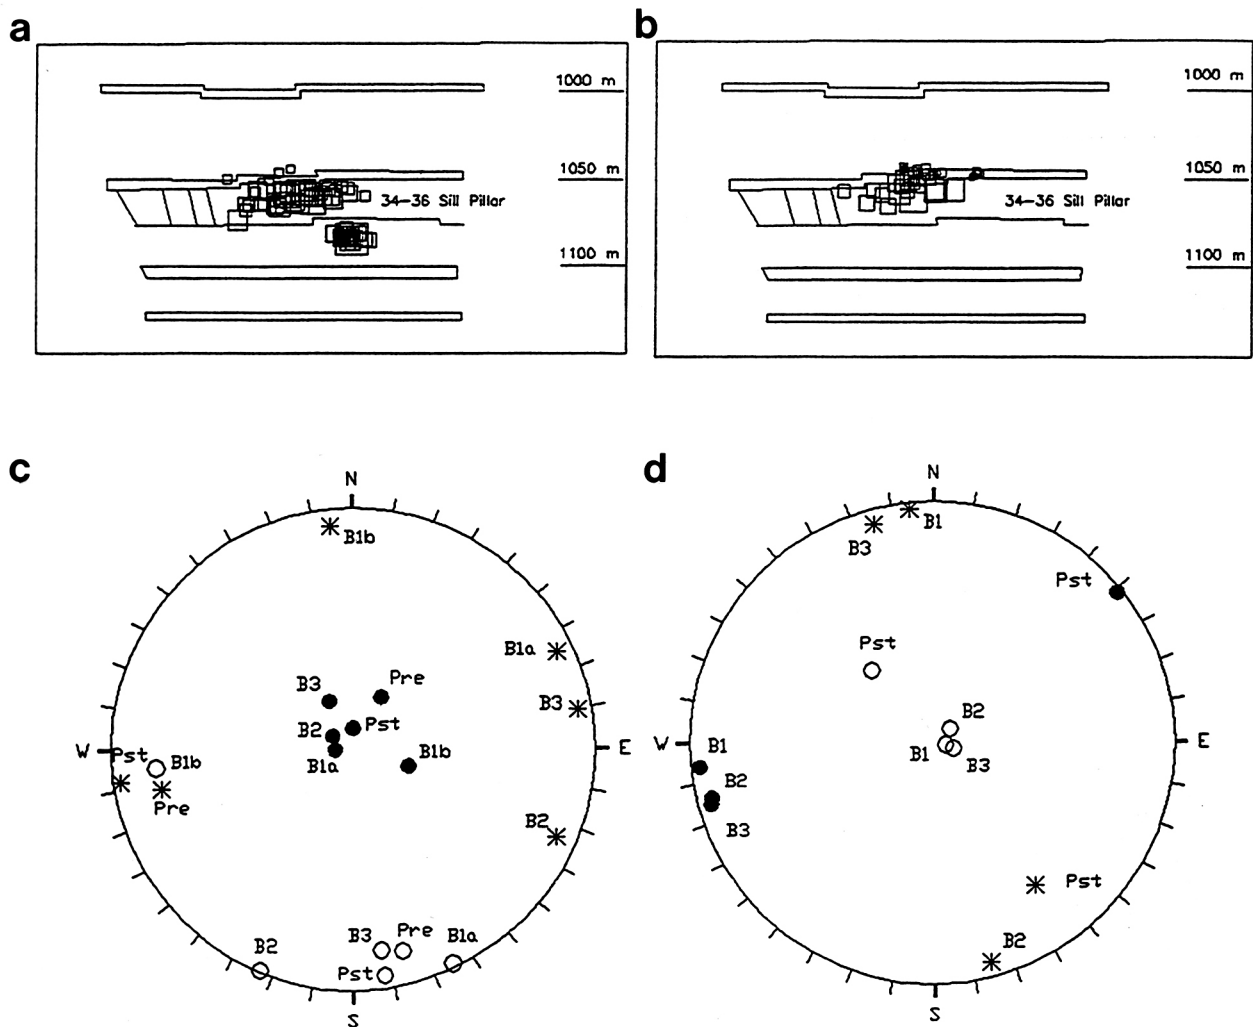 a
b
1000 m
1000 m
1050 m
1050 m
34-36 Sill Pillar
34-36 Sill Pillar
1100 m
1100 m
c
d
N
B1b
B1a
B3
Pre
B3
B2
Pst
W
E
Pst
B1b
B1a
B1b
Pre
B2
B3
Pre
B1a
B2
Pst
S
N
B1
B3
Pst
Pst
B2
W
B1
B1
B3
E
B2
B3
Pst
B2
S